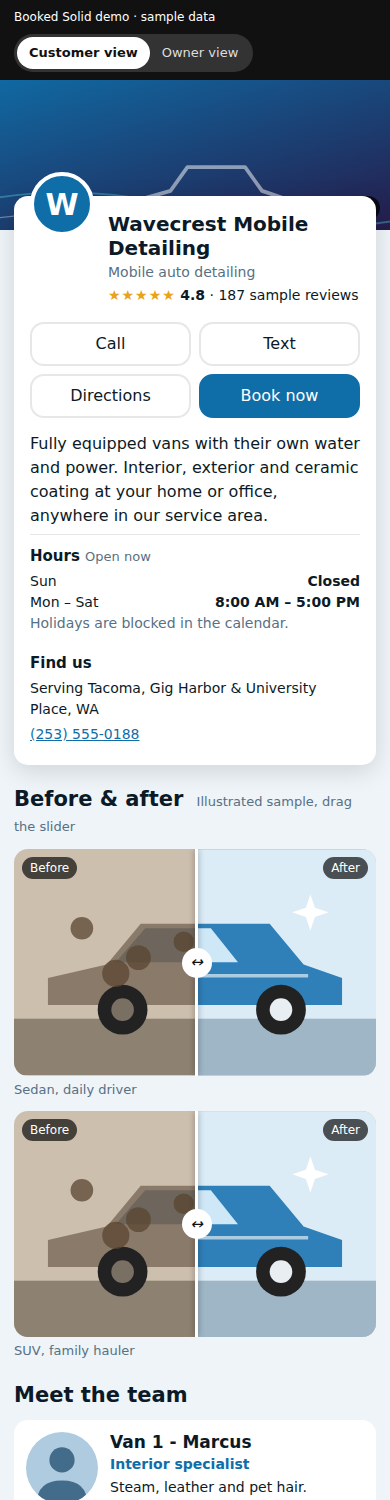 Booked Solid demo · sample data
Customer view Owner view
W
Wavecrest Mobile
Detailing
Mobile auto detailing
★★★★★ 4.8 · 187 sample reviews
Call Text
Directions Book now
Fully equipped vans with their own water
and power. Interior, exterior and ceramic
coating at your home or office,
anywhere in our service area.
Hours Open now
Sun Closed
Mon – Sat 8:00 AM – 5:00 PM
Holidays are blocked in the calendar.
Find us
Serving Tacoma, Gig Harbor & University
Place, WA
(253) 555-0188
Before & after Illustrated sample, drag
the slider
Before After
Sedan, daily driver
Before After
SUV, family hauler
Meet the team
Van 1 - Marcus
Interior specialist
Steam, leather and pet hair.